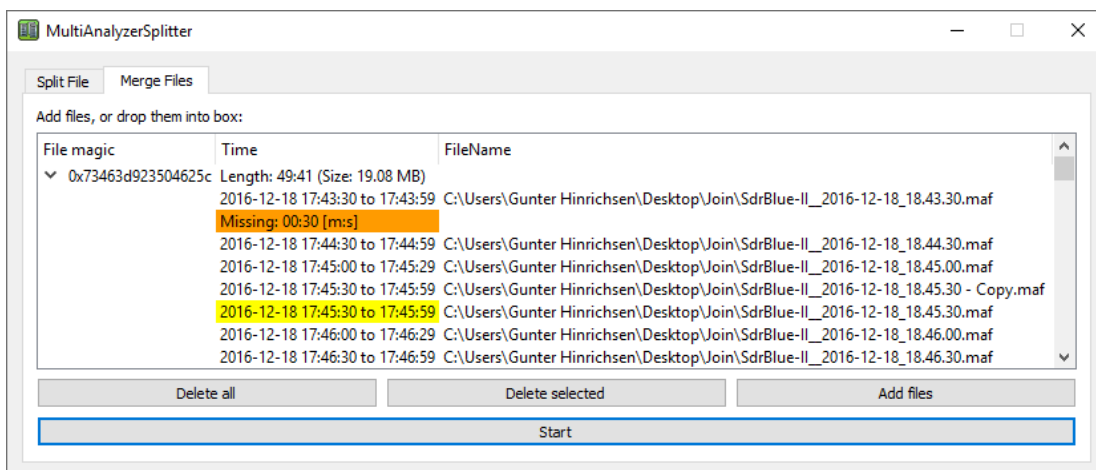 MultiAnalyzerSplitter
Split File Merge Files
Add files, or drop them into box:
File magic Time FileName
0x73463d923504625c Length: 49:41 (Size: 19.08 MB)
2016-12-18 17:43:30 to 17:43:59 C:\Users\Gunter Hinrichsen\Desktop\Join\SdrBlue-II__2016-12-18_18.43.30.maf
Missing: 00:30 [m:s]
2016-12-18 17:44:30 to 17:44:59 C:\Users\Gunter Hinrichsen\Desktop\Join\SdrBlue-II__2016-12-18_18.44.30.maf
2016-12-18 17:45:00 to 17:45:29 C:\Users\Gunter Hinrichsen\Desktop\Join\SdrBlue-II__2016-12-18_18.45.00.maf
2016-12-18 17:45:30 to 17:45:59 C:\Users\Gunter Hinrichsen\Desktop\Join\SdrBlue-II__2016-12-18_18.45.30 - Copy.maf
2016-12-18 17:45:30 to 17:45:59 C:\Users\Gunter Hinrichsen\Desktop\Join\SdrBlue-II__2016-12-18_18.45.30.maf
2016-12-18 17:46:00 to 17:46:29 C:\Users\Gunter Hinrichsen\Desktop\Join\SdrBlue-II__2016-12-18_18.46.00.maf
2016-12-18 17:46:30 to 17:46:59 C:\Users\Gunter Hinrichsen\Desktop\Join\SdrBlue-II__2016-12-18_18.46.30.maf
Delete all Delete selected Add files
Start